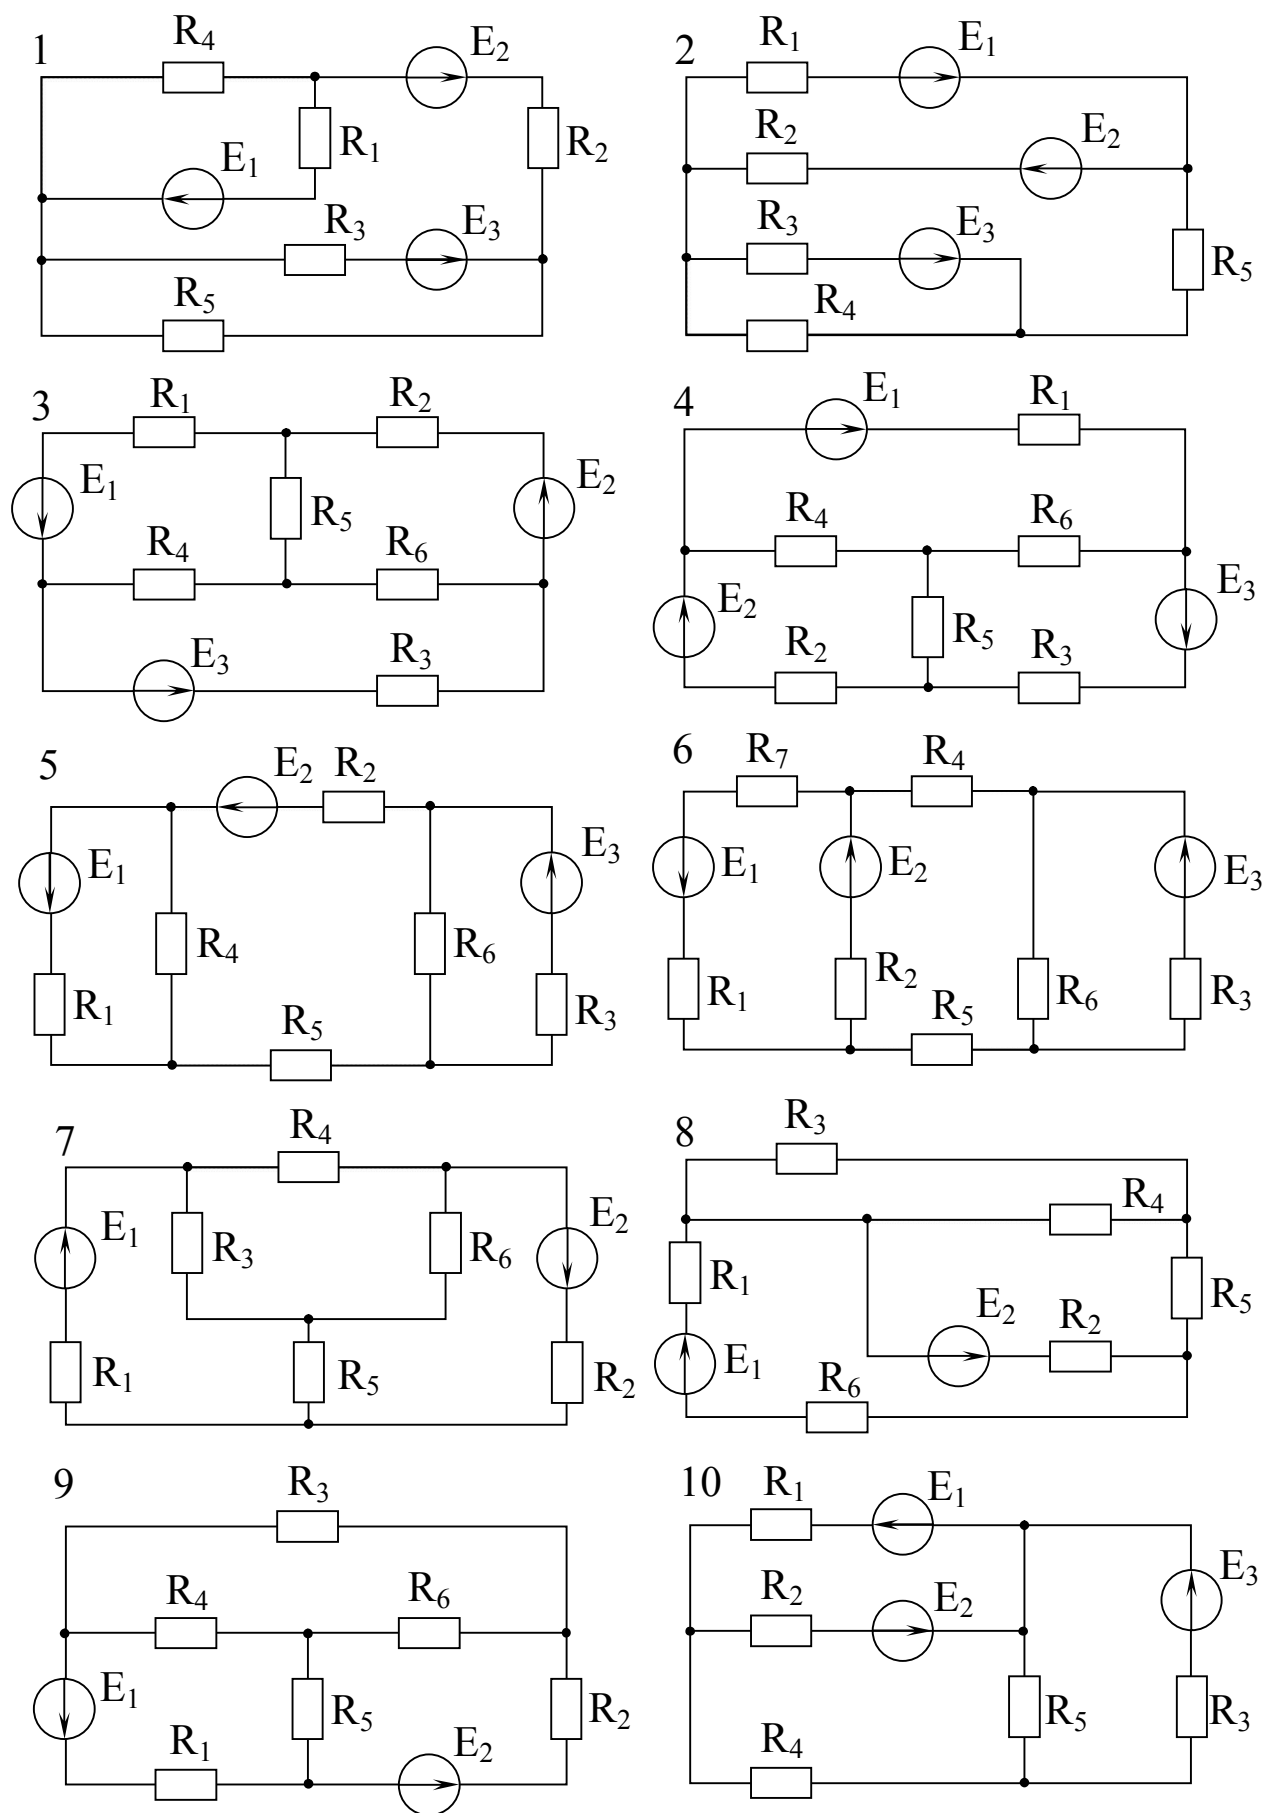 1
R₄
E₂
R₁
R₂
E₁
R₃
E₃
R₅
2
R₁
E₁
R₂
E₂
R₃
E₃
R₅
R₄
3
R₁
R₂
E₁
E₂
R₅
R₄
R₆
E₃
R₃
4
E₁
R₁
R₄
R₆
E₂
E₃
R₅
R₂
R₃
5
E₂
R₂
E₁
E₃
R₄
R₆
R₁
R₃
R₅
6
R₇
R₄
E₁
E₂
E₃
R₁
R₂
R₆
R₃
R₅
7
R₄
E₁
E₂
R₃
R₆
R₁
R₅
R₂
8
R₃
R₄
R₁
R₅
E₂
R₂
E₁
R₆
9
R₃
R₄
R₆
E₁
R₅
R₂
R₁
E₂
10
R₁
E₁
E₃
R₂
E₂
R₅
R₃
R₄